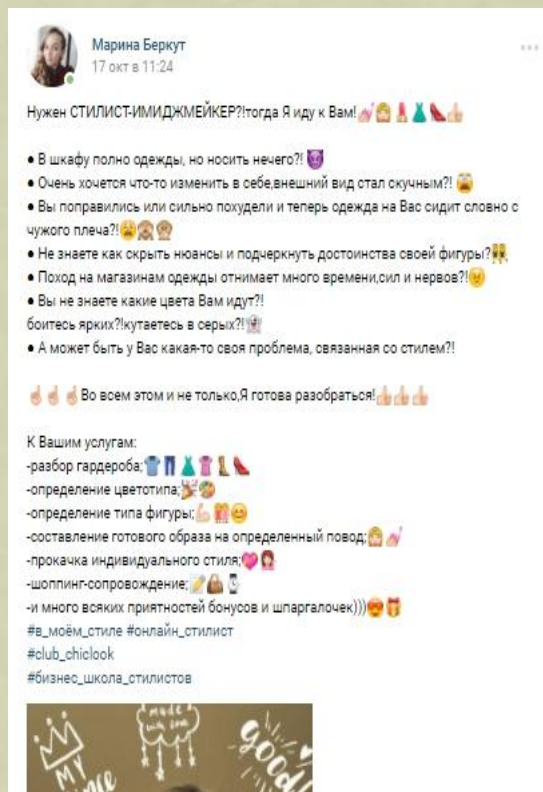 Марина Беркут
17 окт в 11:24
Нужен СТИЛИСТ-ИМИДЖМЕЙКЕР?!тогда Я иду к Вам!💅👸💄👗👠👍
● В шкафу полно одежды, но носить нечего?! 😈
● Очень хочется что-то изменить в себе,внешний вид стал скучным?! 😫
● Вы поправились или сильно похудели и теперь одежда на Вас сидит словно с
чужого плеча?!😫🙈🙊
● Не знаете как скрыть нюансы и подчеркнуть достоинства своей фигуры?👯
● Поход на магазинам одежды отнимает много времени,сил и нервов?!😠
● Вы не знаете какие цвета Вам идут?!
боитесь ярких?!кутаетесь в серых?!👻
● А может быть у Вас какая-то своя проблема, связанная со стилем?!
☝☝☝Во всем этом и не только,Я готова разобраться!👍👍👍
К Вашим услугам:
-разбор гардероба;👕👖👗👚👢👠
-определение цветотипа;🎉🎨
-определение типа фигуры;💪👯😊
-составление готового образа на определенный повод;👸💅
-прокачка индивидуального стиля;💖💆
-шоппинг-сопровождение;📝👜⌚
-и много всяких приятностей бонусов и шпаргалочек)))😍🎁
#в_моём_стиле #онлайн_стилист
#club_chiclook
#бизнес_школа_стилистов
made
with love
MY
good